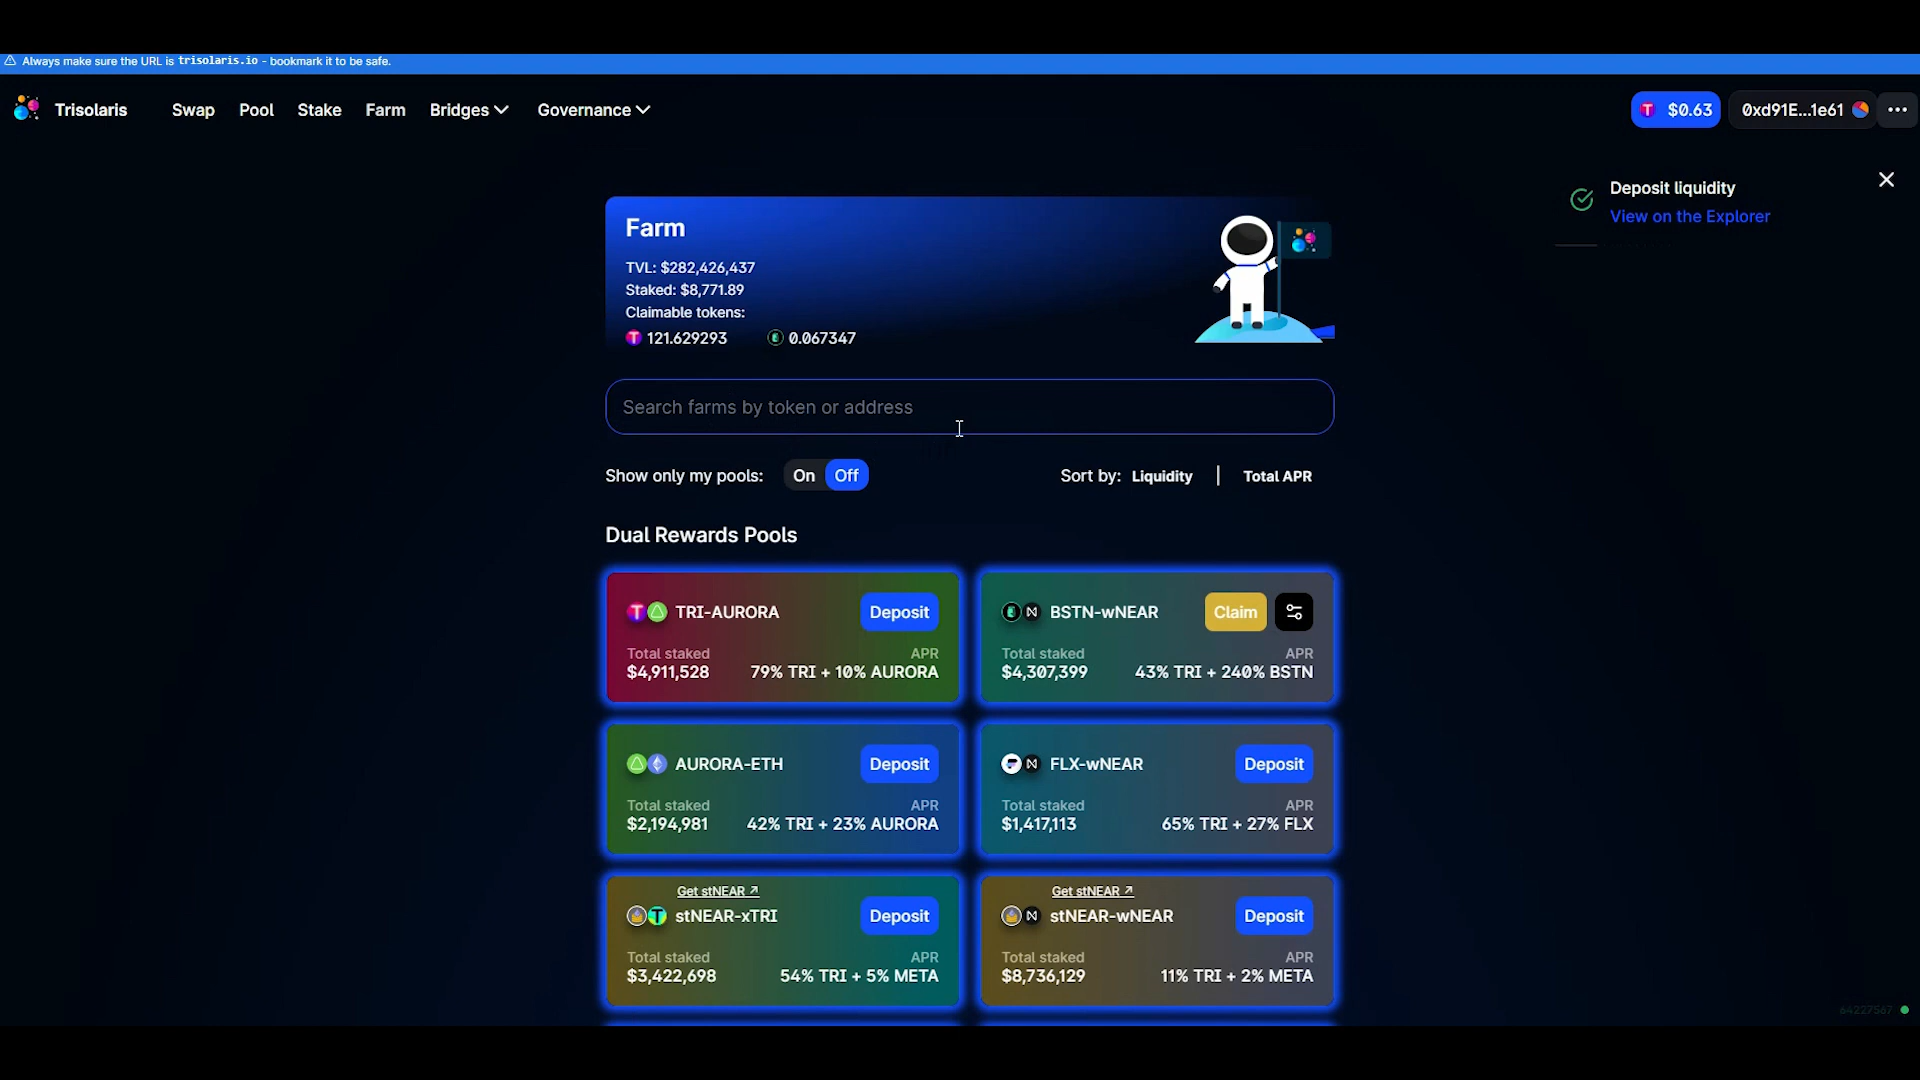 Always make sure the URL is trisolaris.io - bookmark it to be safe.
Trisolaris Swap Pool Stake Farm Bridges Governance $0.63 0xd91E...1e61
Deposit liquidity
View on the Explorer
Farm
TVL: $282,426,437
Staked: $8,771.89
Claimable tokens:
121.629293 0.067347
Search farms by token or address
Show only my pools: On Off Sort by: Liquidity | Total APR
Dual Rewards Pools
TRI-AURORA Deposit
Total staked APR
$4,911,528 79% TRI + 10% AURORA
BSTN-wNEAR Claim
Total staked APR
$4,307,399 43% TRI + 240% BSTN
AURORA-ETH Deposit
Total staked APR
$2,194,981 42% TRI + 23% AURORA
FLX-wNEAR Deposit
Total staked APR
$1,417,113 65% TRI + 27% FLX
Get stNEAR ↗
stNEAR-xTRI Deposit
Total staked APR
$3,422,698 54% TRI + 5% META
Get stNEAR ↗
stNEAR-wNEAR Deposit
Total staked APR
$8,736,129 11% TRI + 2% META
64227567